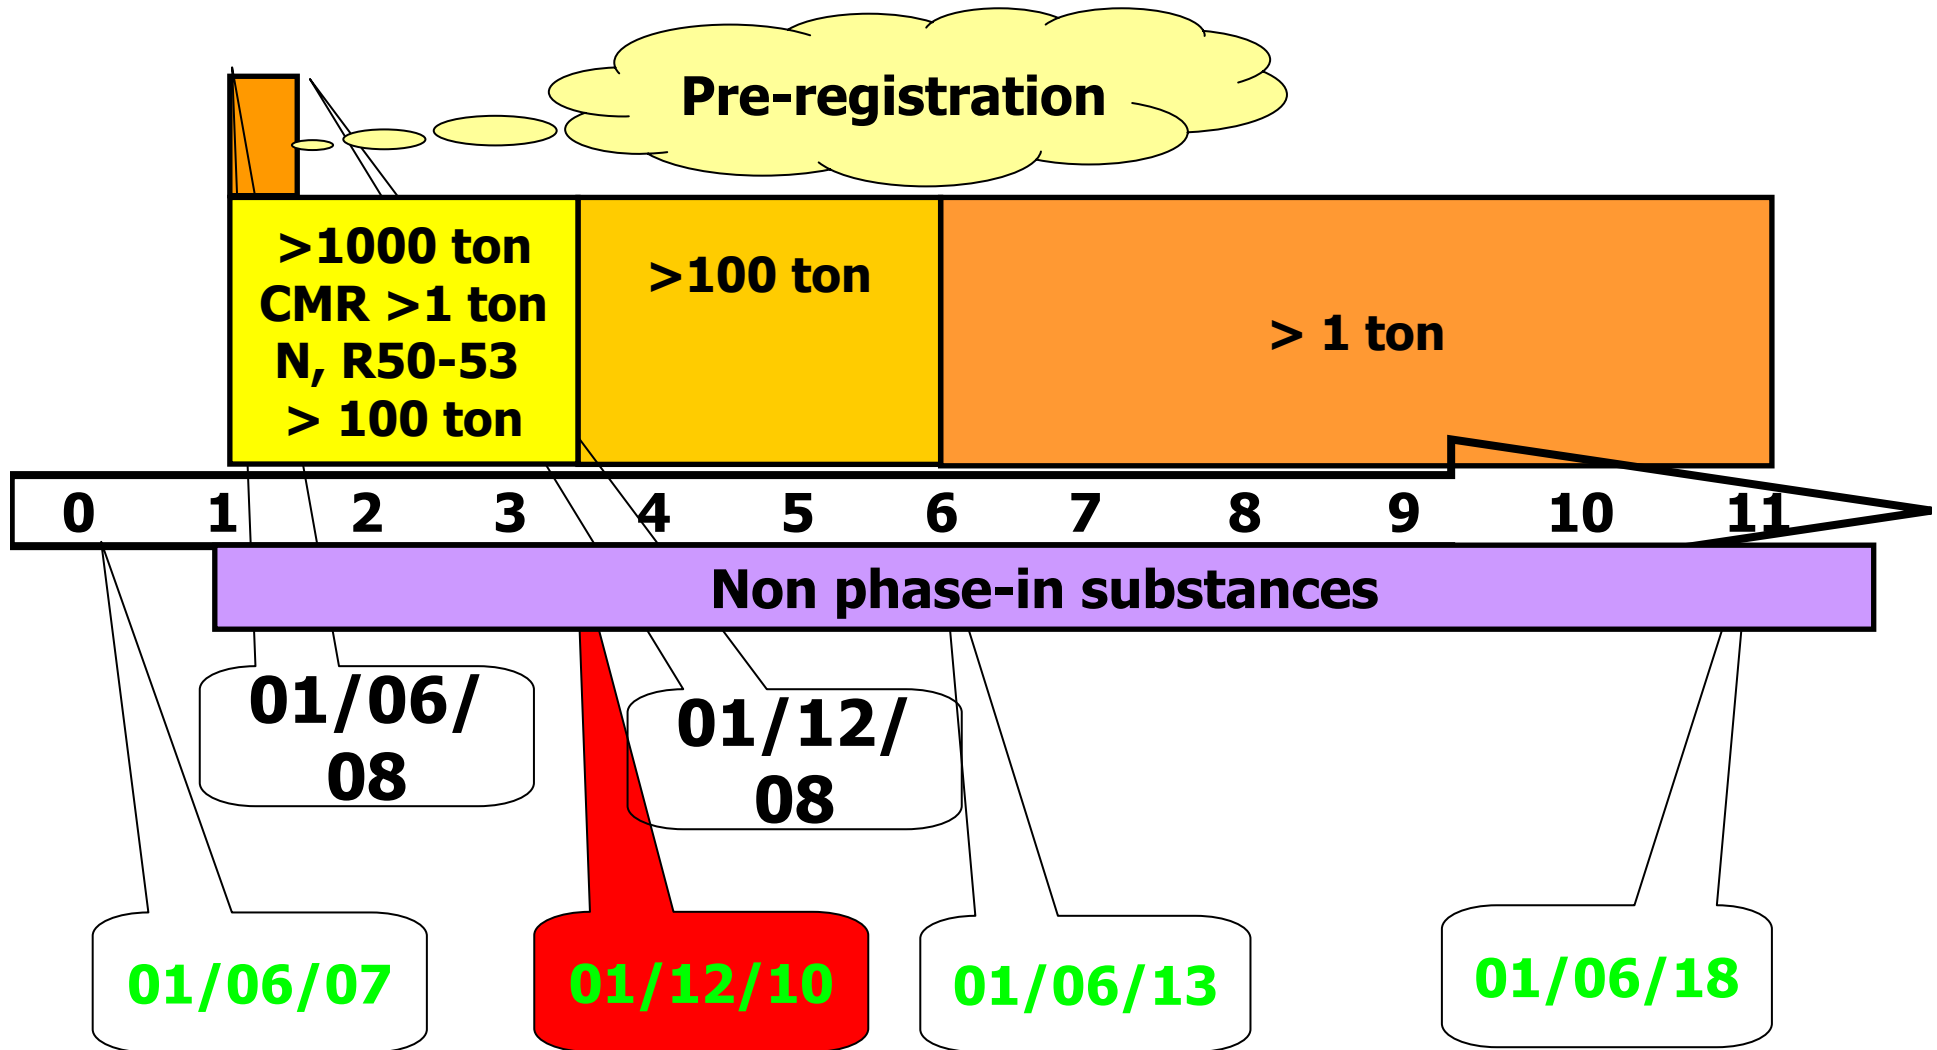 Pre-registration
>1000 ton
CMR >1 ton
N, R50-53
> 100 ton
>100 ton
> 1 ton
0 1 2 3 4 5 6 7 8 9 10 11
Non phase-in substances
01/06/
08
01/12/
08
01/06/07
01/12/10
01/06/13
01/06/18